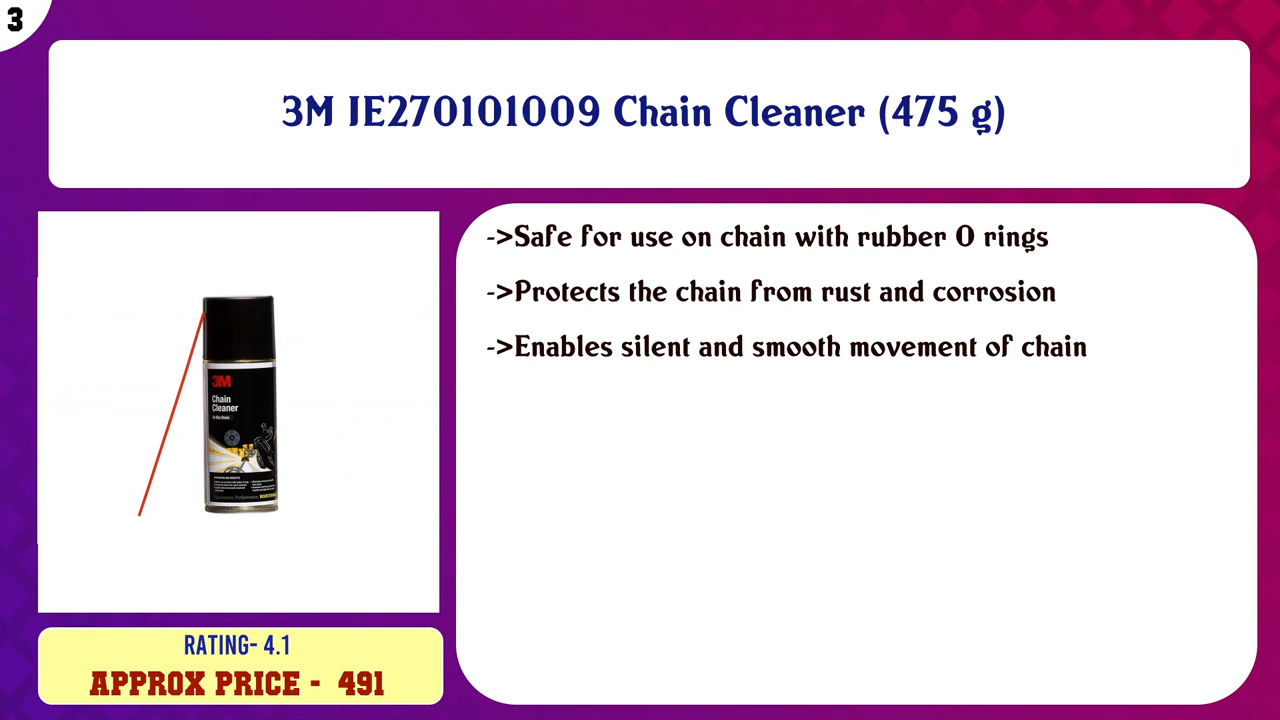 3
3M IE270101009 Chain Cleaner (475 g)
->Safe for use on chain with rubber O rings
->Protects the chain from rust and corrosion
->Enables silent and smooth movement of chain
3M
Chain
Cleaner
RATING- 4.1
APPROX PRICE - 491